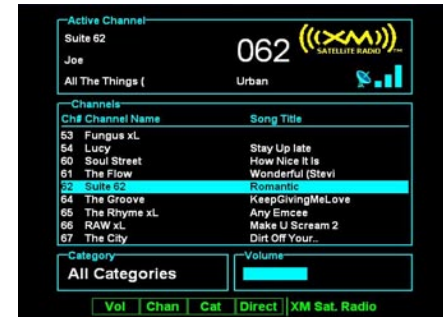 Active Channel
Suite 62
Joe
All The Things (
062
Urban
((XM))
SATELLITE RADIO
Channels
Ch# Channel Name Song Title
53 Fungus xL
54 Lucy Stay Up late
60 Soul Street How Nice It Is
61 The Flow Wonderful (Stevi
62 Suite 62 Romantic
64 The Groove KeepGivingMeLove
65 The Rhyme xL Any Emcee
66 RAW xL Make U Scream 2
67 The City Dirt Off Your..
Category
All Categories
Volume
Vol Chan Cat Direct XM Sat. Radio